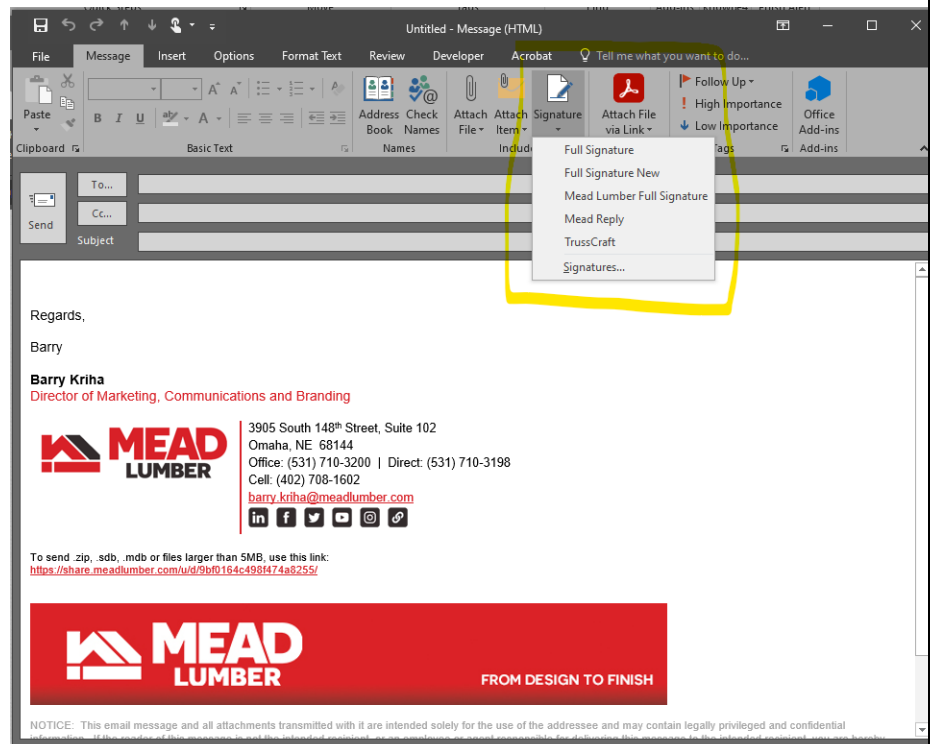 Untitled - Message (HTML)
File Message Insert Options Format Text Review Developer Acrobat Tell me what you want to do...
Paste
Clipboard
B I U
A
Basic Text
Address Book
Check Names
Names
Attach File
Attach Item
Signature
Includ
Attach File via Link
Follow Up
High Importance
Low Importance
Tags
Office Add-ins
Add-ins
Full Signature
Full Signature New
Mead Lumber Full Signature
Mead Reply
TrussCraft
Signatures...
Send
To...
Cc...
Subject
Regards,
Barry
Barry Kriha
Director of Marketing, Communications and Branding
MEAD
LUMBER
3905 South 148th Street, Suite 102
Omaha, NE 68144
Office: (531) 710-3200 | Direct: (531) 710-3198
Cell: (402) 708-1602
barry.kriha@meadlumber.com
in f
To send .zip, .sdb, .mdb or files larger than 5MB, use this link:
https://share.meadlumber.com/u/d/9bf0164c498f474a8255/
MEAD
LUMBER
FROM DESIGN TO FINISH
NOTICE: This email message and all attachments transmitted with it are intended solely for the use of the addressee and may contain legally privileged and confidential